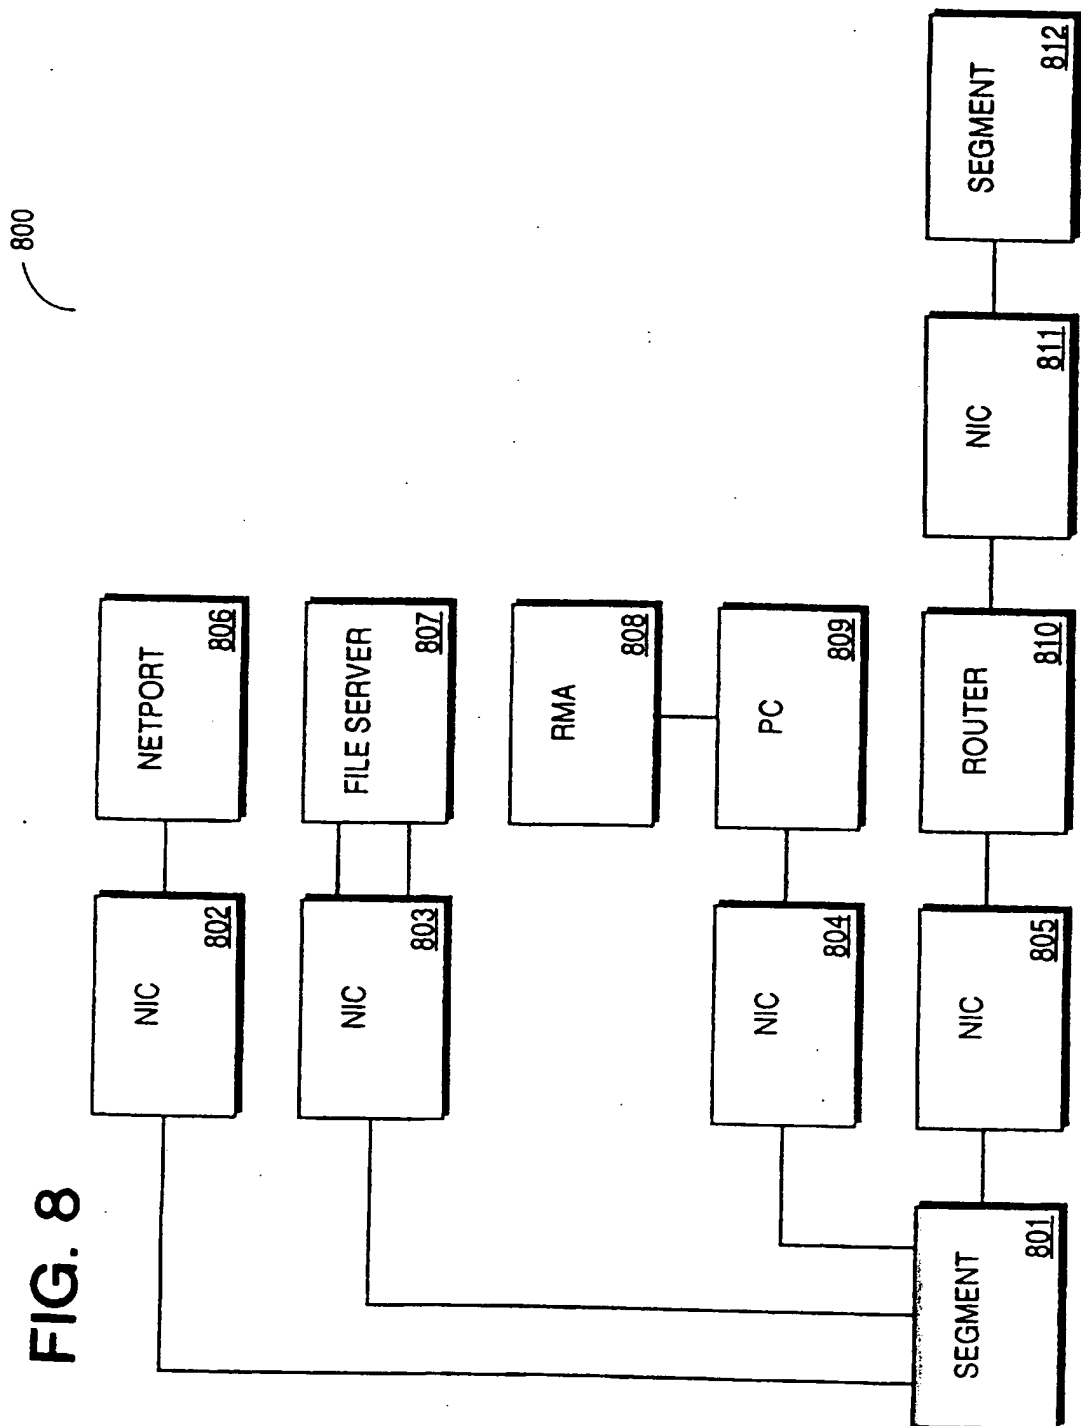 FIG. 8
800
NIC
802
NETPORT
806
NIC
803
FILE SERVER
807
RMA
808
NIC
804
PC
809
SEGMENT
801
NIC
805
ROUTER
810
NIC
811
SEGMENT
812